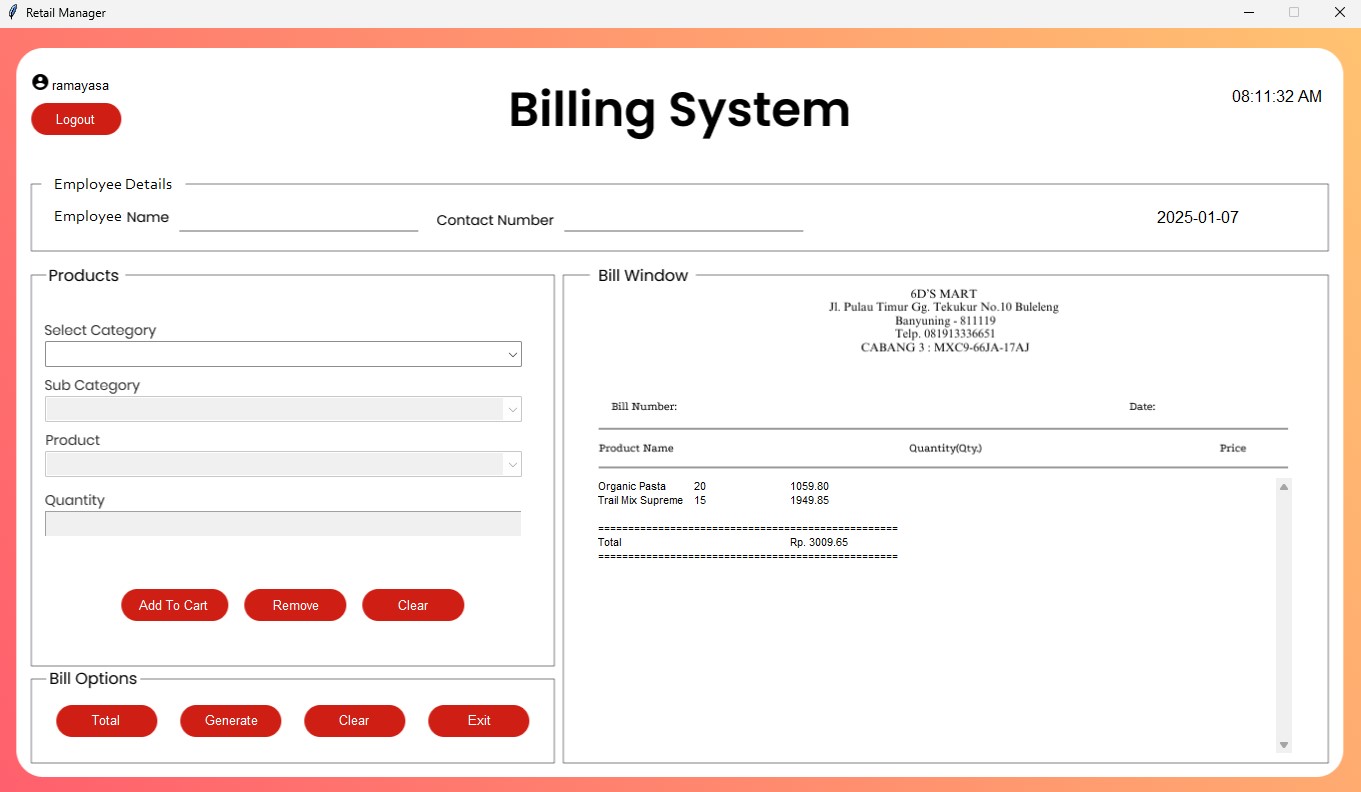 Retail Manager
ramayasa
Logout
Billing System
08:11:32 AM
Employee Details
Employee Name
Contact Number
2025-01-07
Products
Select Category
Sub Category
Product
Quantity
Add To Cart
Remove
Clear
Bill Options
Total
Generate
Clear
Exit
Bill Window
6D'S MART
Jl. Pulau Timur Gg. Tekukur No.10 Buleleng
Banyuning - 811119
Telp. 081913336651
CABANG 3 : MXC9-66JA-17AJ
Bill Number:
Date:
Product Name Quantity(Qty.) Price
Organic Pasta 20 1059.80
Trail Mix Supreme 15 1949.85
==================================================
Total Rp. 3009.65
==================================================